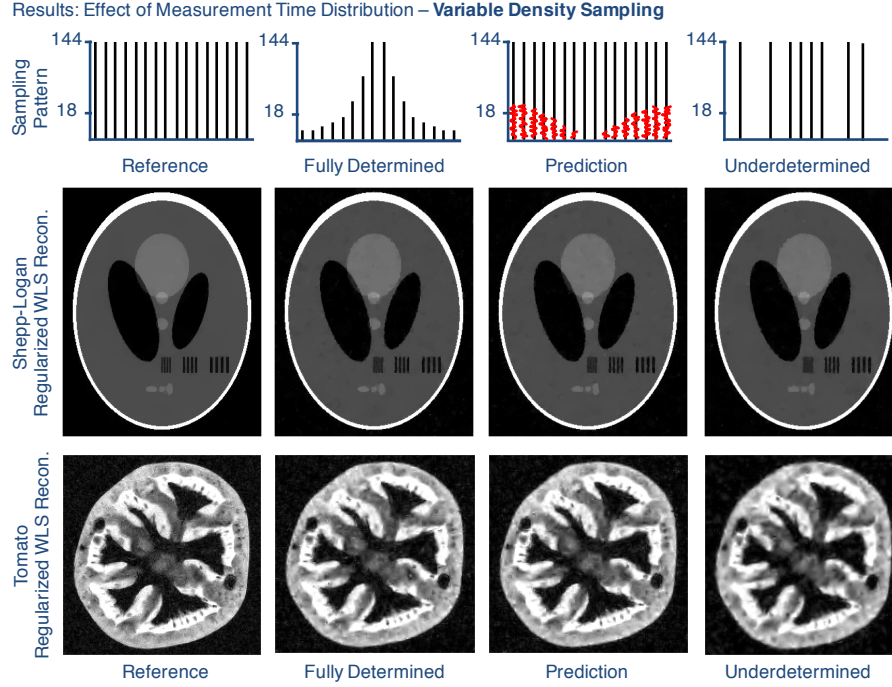 Results: Effect of Measurement Time Distribution – Variable Density Sampling
Sampling
Pattern
144
18
144
18
144
18
144
18
Reference
Fully Determined
Prediction
Underdetermined
Shepp-Logan
Regularized WLS Recon.
Tomato
Regularized WLS Recon.
Reference
Fully Determined
Prediction
Underdetermined